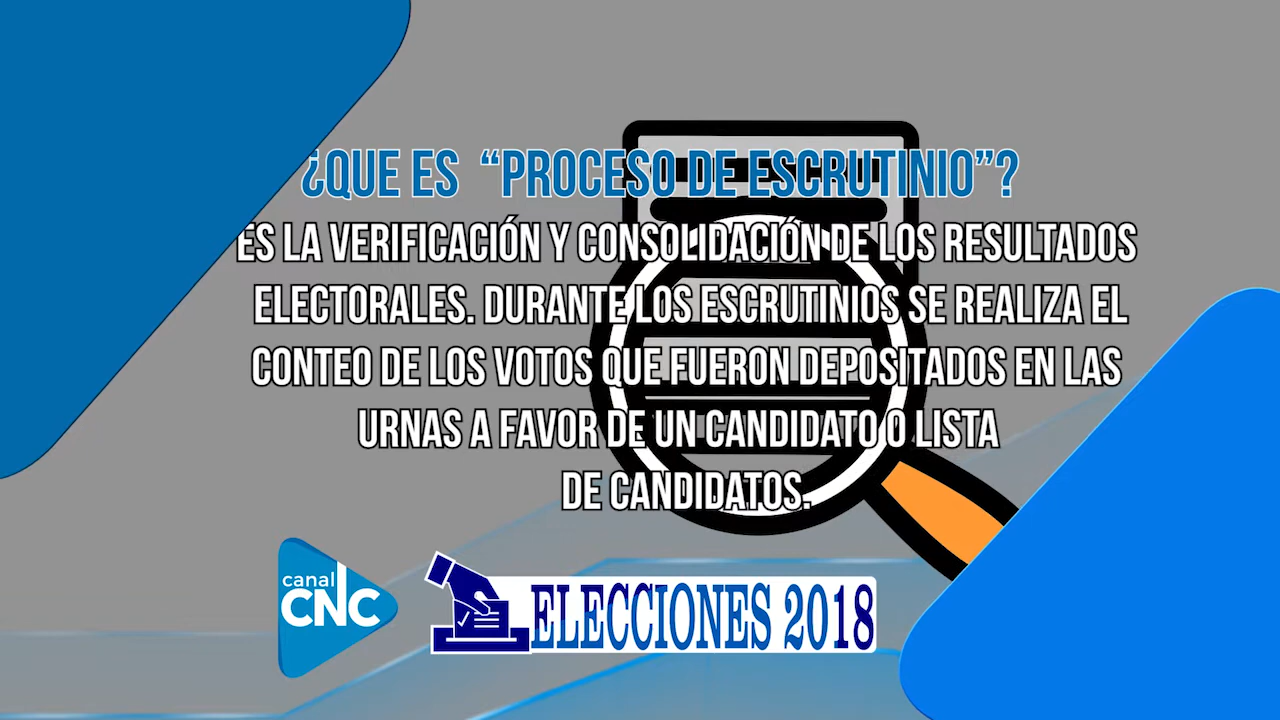 ¿QUE ES “PROCESO DE ESCRUTINIO”?
ES LA VERIFICACIÓN Y CONSOLIDACIÓN DE LOS RESULTADOS
ELECTORALES. DURANTE LOS ESCRUTINIOS SE REALIZA EL
CONTEO DE LOS VOTOS QUE FUERON DEPOSITADOS EN LAS
URNAS A FAVOR DE UN CANDIDATO O LISTA
DE CANDIDATOS.
canal
CNC
ELECCIONES 2018